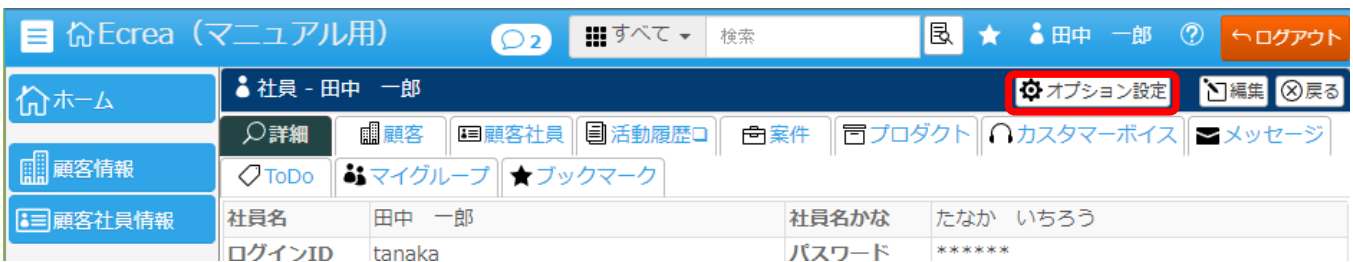 Ecrea（マニュアル用） 2 すべて 検索 田中　一郎 ログアウト
ホーム
社員 - 田中　一郎 オプション設定 編集 戻る
詳細 顧客 顧客社員 活動履歴 案件 プロダクト カスタマーボイス メッセージ
顧客情報
ToDo マイグループ ブックマーク
顧客社員情報
社員名 田中　一郎 社員名かな たなか　いちろう
ログインID tanaka パスワード ******